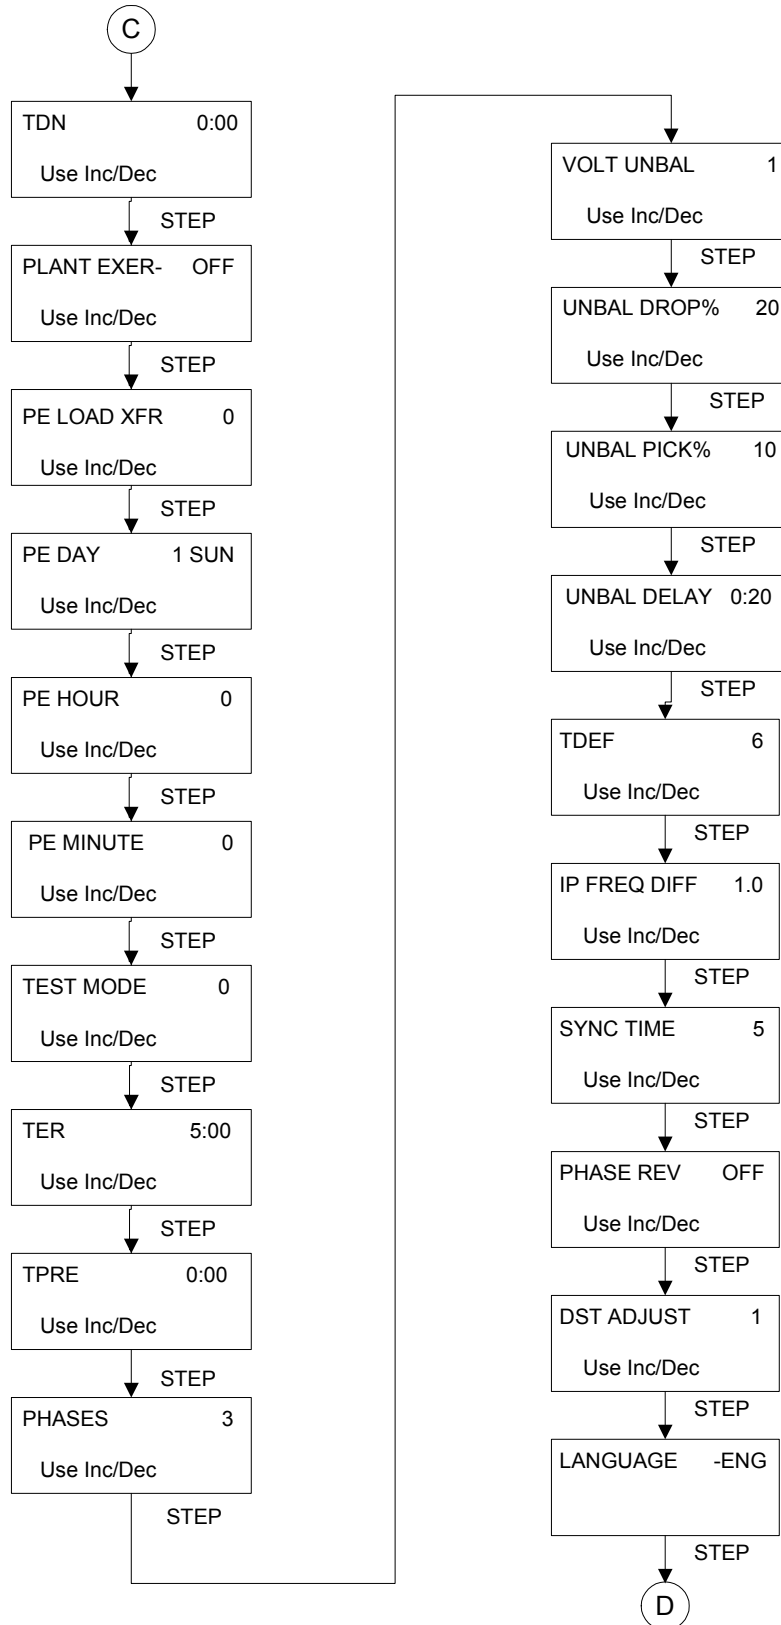 C
TDN 0:00
Use Inc/Dec
STEP
PLANT EXER- OFF
Use Inc/Dec
STEP
PE LOAD XFR 0
Use Inc/Dec
STEP
PE DAY 1 SUN
Use Inc/Dec
STEP
PE HOUR 0
Use Inc/Dec
STEP
PE MINUTE 0
Use Inc/Dec
STEP
TEST MODE 0
Use Inc/Dec
STEP
TER 5:00
Use Inc/Dec
STEP
TPRE 0:00
Use Inc/Dec
STEP
PHASES 3
Use Inc/Dec
STEP
VOLT UNBAL 1
Use Inc/Dec
STEP
UNBAL DROP% 20
Use Inc/Dec
STEP
UNBAL PICK% 10
Use Inc/Dec
STEP
UNBAL DELAY 0:20
Use Inc/Dec
STEP
TDEF 6
Use Inc/Dec
STEP
IP FREQ DIFF 1.0
Use Inc/Dec
STEP
SYNC TIME 5
Use Inc/Dec
STEP
PHASE REV OFF
Use Inc/Dec
STEP
DST ADJUST 1
Use Inc/Dec
STEP
LANGUAGE -ENG
STEP
D